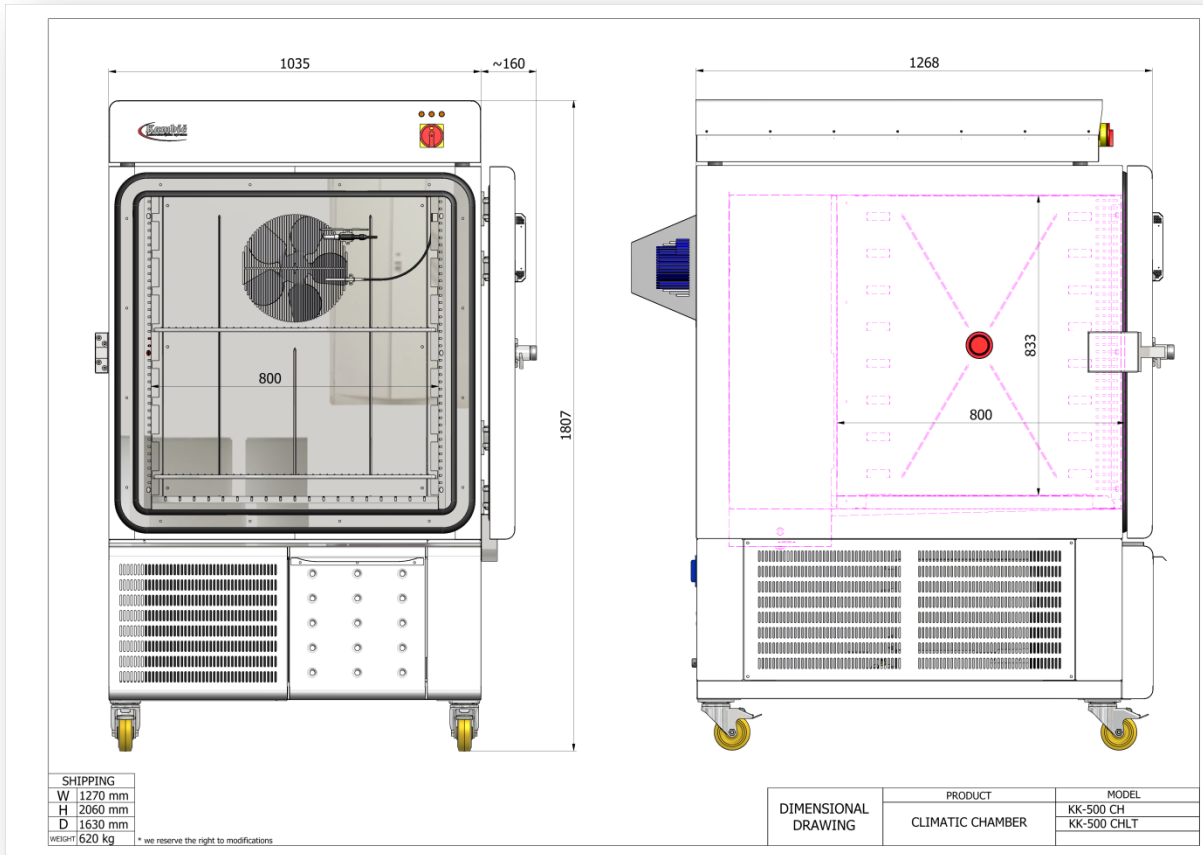 1035
~160
1268
Kambič
800
1807
833
800
SHIPPING
W 1270 mm
H 2060 mm
D 1630 mm
WEIGHT 620 kg
* we reserve the right to modifications
DIMENSIONAL
DRAWING
PRODUCT
CLIMATIC CHAMBER
MODEL
KK-500 CH
KK-500 CHLT